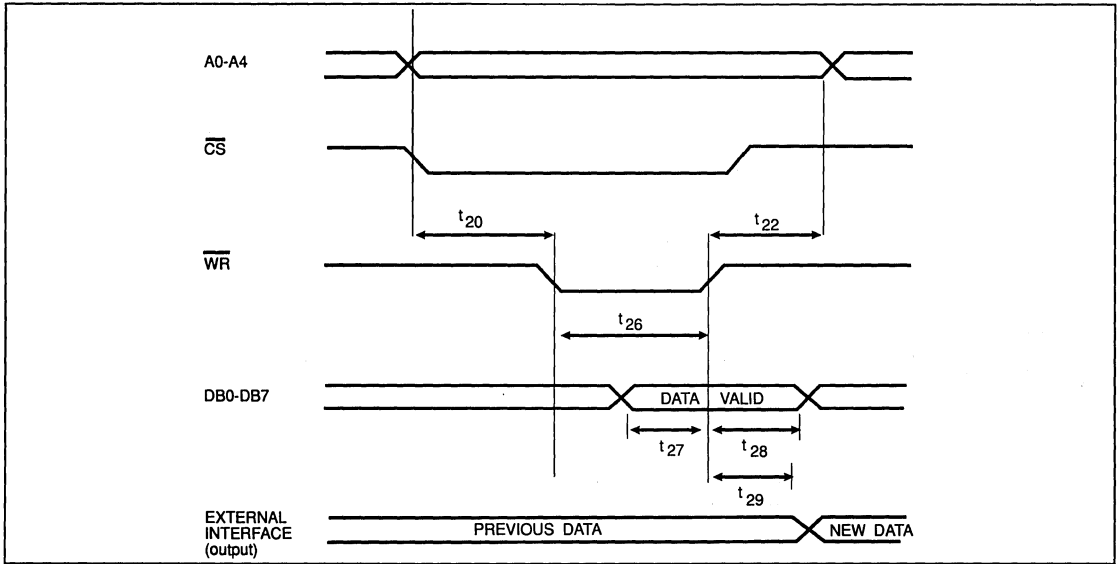 A0-A4
CS
t20
t22
WR
t26
DB0-DB7
DATA VALID
t27
t28
t29
EXTERNAL
INTERFACE
(output)
PREVIOUS DATA
NEW DATA